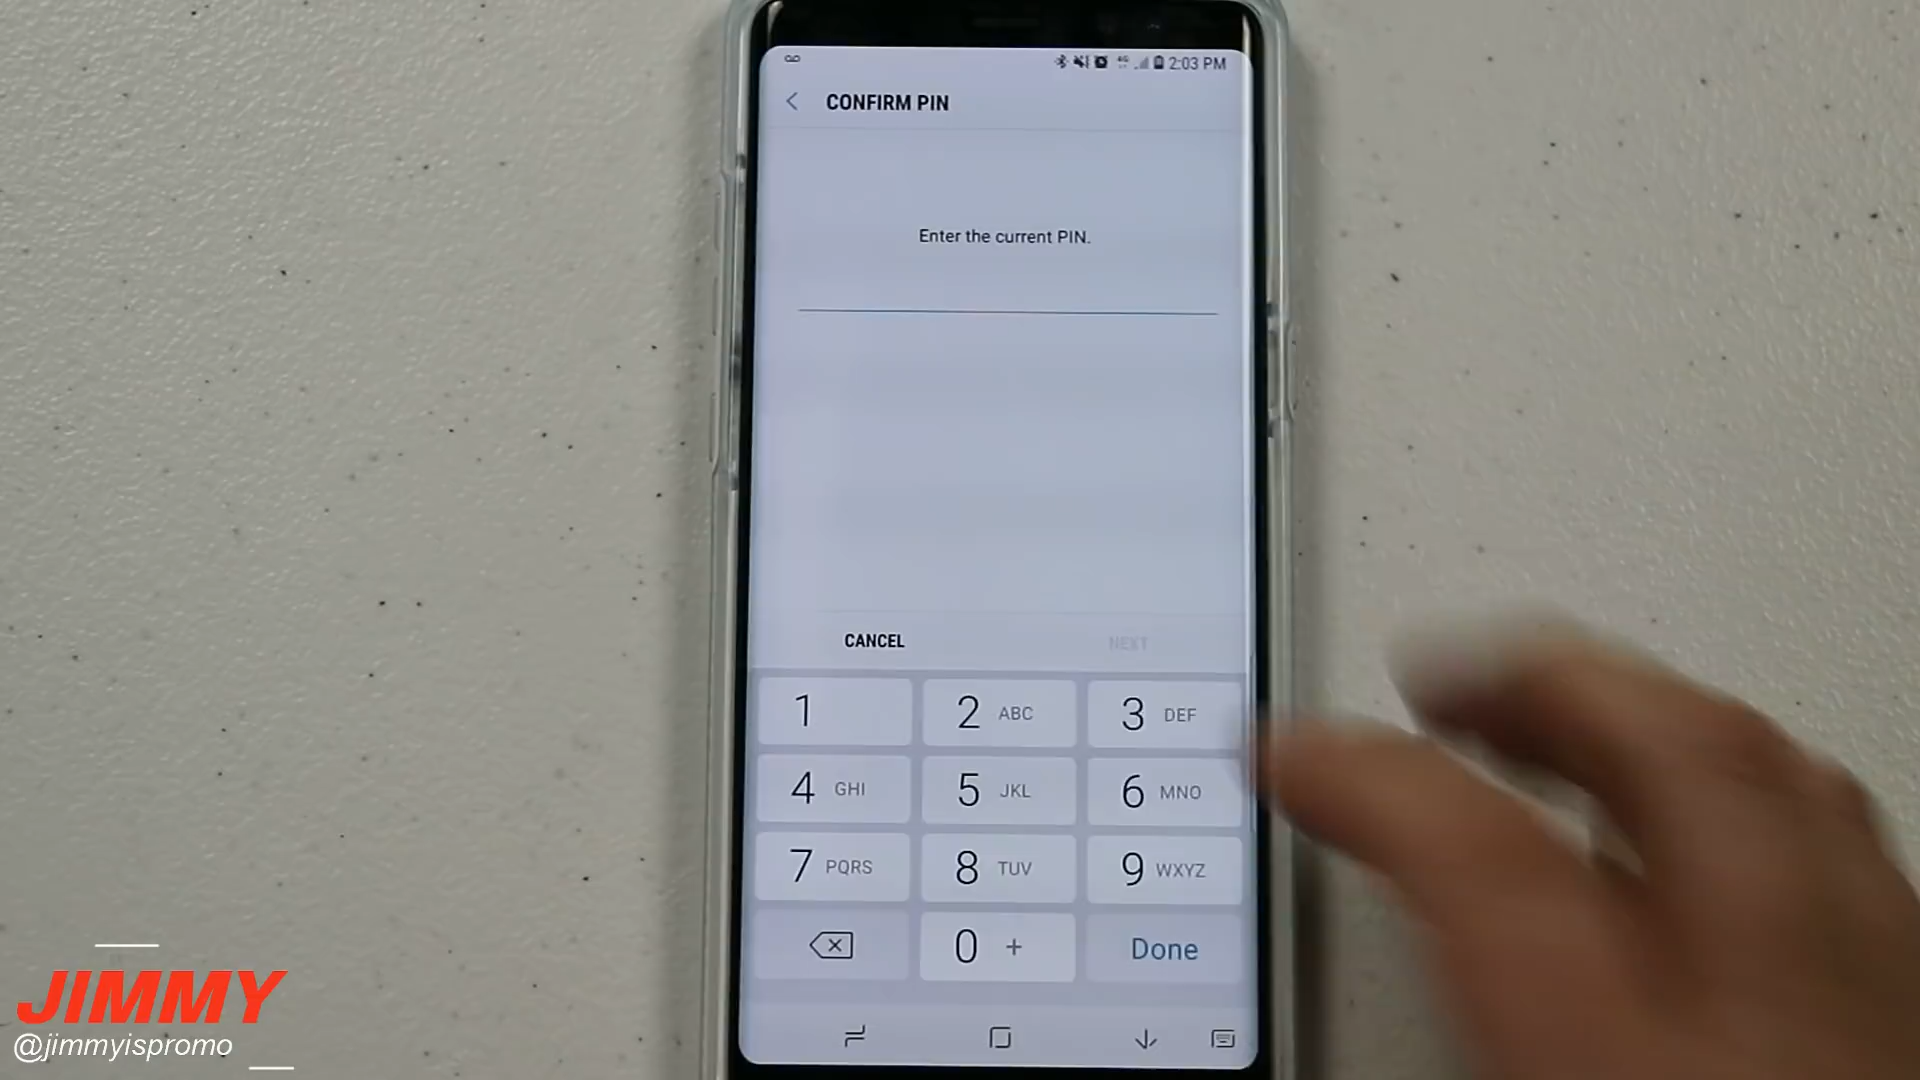 2:03 PM
CONFIRM PIN
Enter the current PIN.
CANCEL NEXT
1 2 ABC 3 DEF
4 GHI 5 JKL 6 MNO
7 PQRS 8 TUV 9 WXYZ
0 + Done
JIMMY
@jimmyispromo